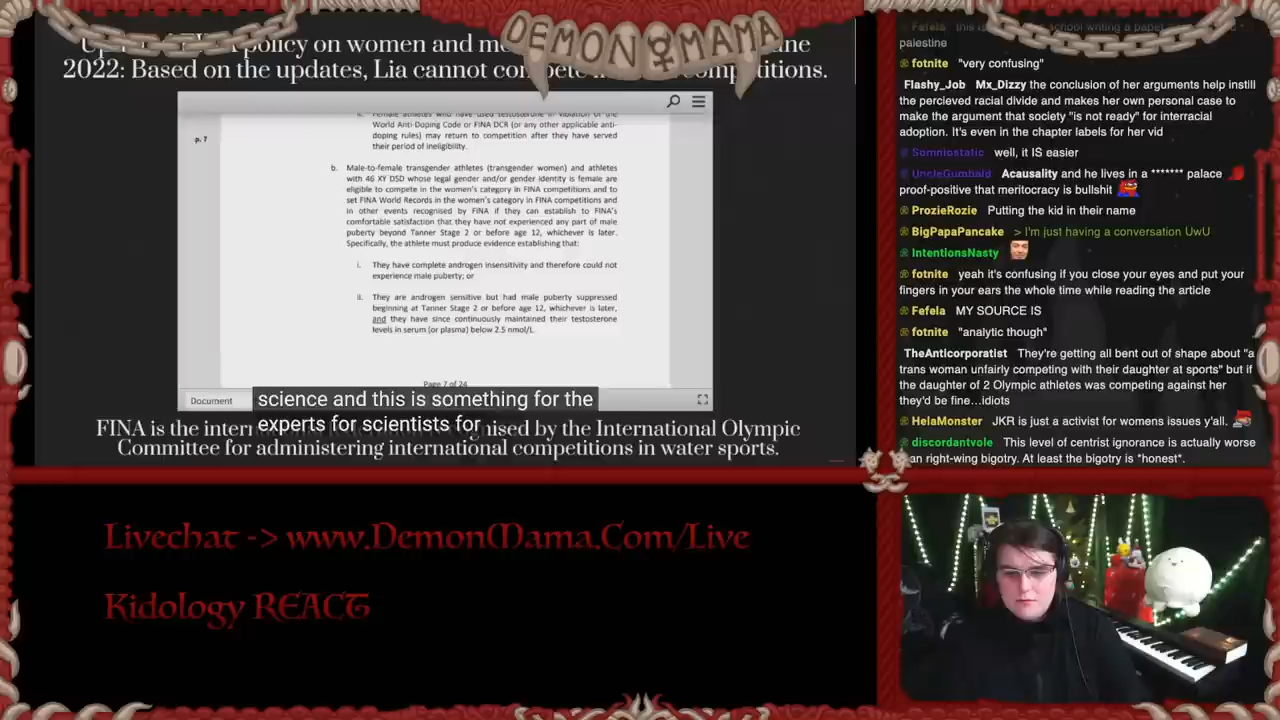 DEMON MAMA
policy on women and
2022: Based on the updates, Lia cannot
p. 7
ii. Female athletes who have used testosterone in violation of the
World Anti-Doping Code or FINA DCR (or any other applicable anti-
doping rules) may return to competition after they have served
their period of ineligibility.
b. Male-to-female transgender athletes (transgender women) and athletes
with 46 XY DSD whose legal gender and/or gender identity is female are
eligible to compete in the women's category in FINA competitions and to
set FINA World Records in the women's category in FINA competitions and
in other events recognised by FINA if they can establish to FINA's
comfortable satisfaction that they have not experienced any part of male
puberty beyond Tanner Stage 2 or before age 12, whichever is later.
Specifically, the athlete must produce evidence establishing that:
i. They have complete androgen insensitivity and therefore could not
experience male puberty; or
ii. They are androgen sensitive but had male puberty suppressed
beginning at Tanner Stage 2 or before age 12, whichever is later,
and they have since continuously maintained their testosterone
levels in serum (or plasma) below 2.5 nmol/L.
Page 7 of 24
Document
science and this is something for the
experts for scientists for
FINA is the ised by the International Olympic
Committee for administering international competitions in water sports.
Livechat -> www.DemonMama.Com/Live
Kidology REACT
Fefela this is school writing a paper
palestine
fotnite "very confusing"
Flashy_Job Mx_Dizzy the conclusion of her arguments help instill
the percieved racial divide and makes her own personal case to
make the argument that society "is not ready" for interracial
adoption. It's even in the chapter labels for her vid
Somniostatic well, it IS easier
UncleGumbald Acausality and he lives in a ******* palace
proof-positive that meritocracy is bullshit
ProzieRozie Putting the kid in their name
BigPapaPancake > I'm just having a conversation UwU
IntentionsNasty
fotnite yeah it's confusing if you close your eyes and put your
fingers in your ears the whole time while reading the article
Fefela MY SOURCE IS
fotnite "analytic though"
TheAnticorporatist They're getting all bent out of shape about "a
trans woman unfairly competing with their daughter at sports" but if
the daughter of 2 Olympic athletes was competing against her
they'd be fine...idiots
HelaMonster JKR is just a activist for womens issues y'all.
discordantvole This level of centrist ignorance is actually worse
an right-wing bigotry. At least the bigotry is *honest*.